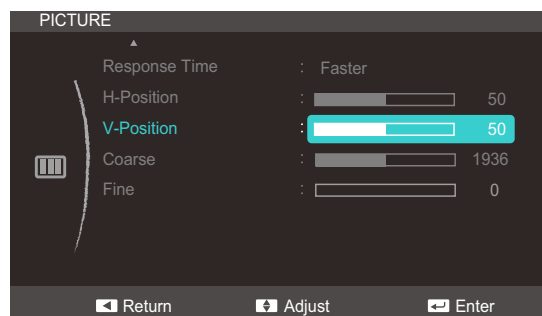 PICTURE
Response Time : Faster
H-Position : 50
V-Position : 50
Coarse : 1936
Fine : 0
Return Adjust Enter